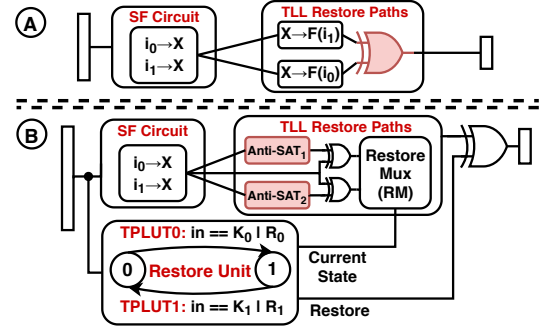 A
SF Circuit
i₀→X
i₁→X
TLL Restore Paths
X→F(i₁)
X→F(i₀)
B
SF Circuit
i₀→X
i₁→X
TLL Restore Paths
Anti-SAT₁
Anti-SAT₂
Restore
Mux
(RM)
TPLUT0: in == K₀ | R₀
0 Restore Unit 1
TPLUT1: in == K₁ | R₁
Current
State
Restore